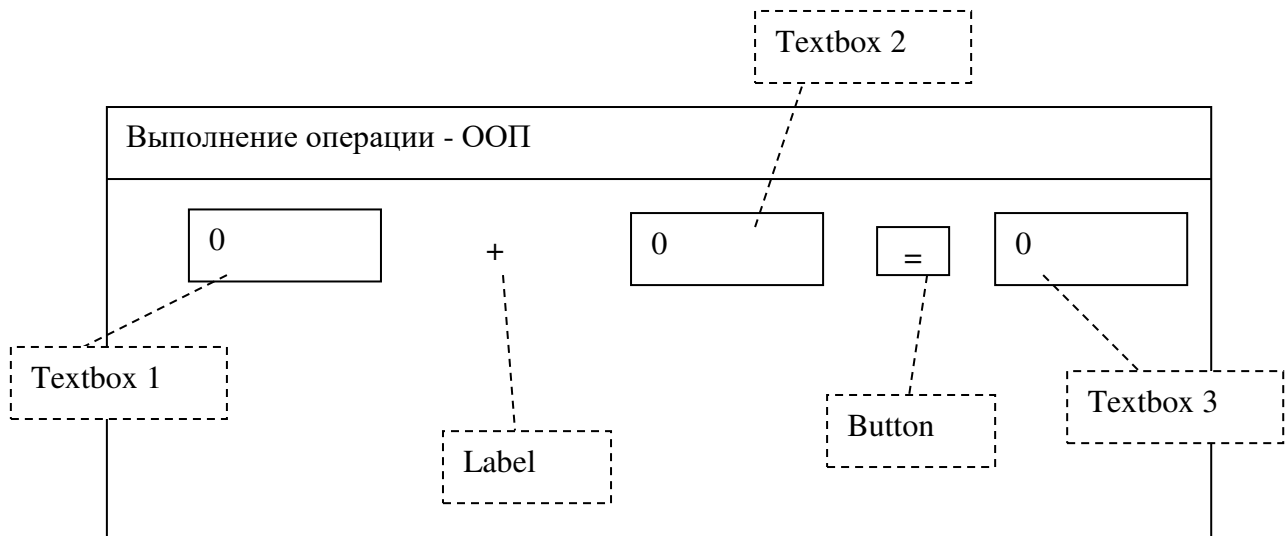 Textbox 2
Выполнение операции - ООП
0
+
0
=
0
Textbox 1
Textbox 3
Button
Label